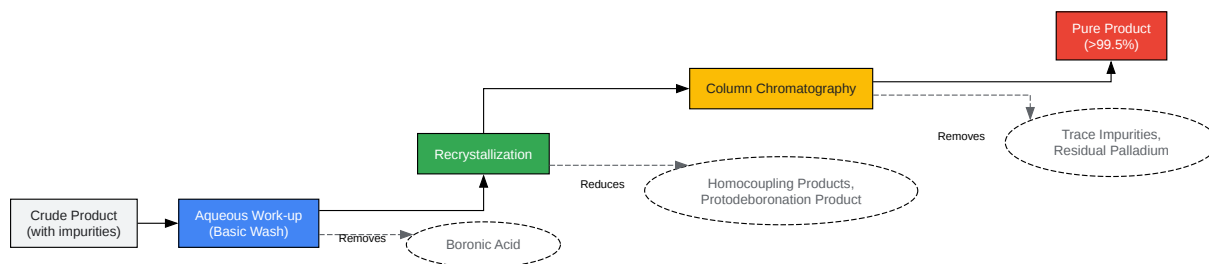 Crude Product
(with impurities)
Aqueous Work-up
(Basic Wash)
Removes
Boronic Acid
Recrystallization
Reduces
Homocoupling Products,
Protodeboronation Product
Column Chromatography
Removes
Trace Impurities,
Residual Palladium
Pure Product
(>99.5%)